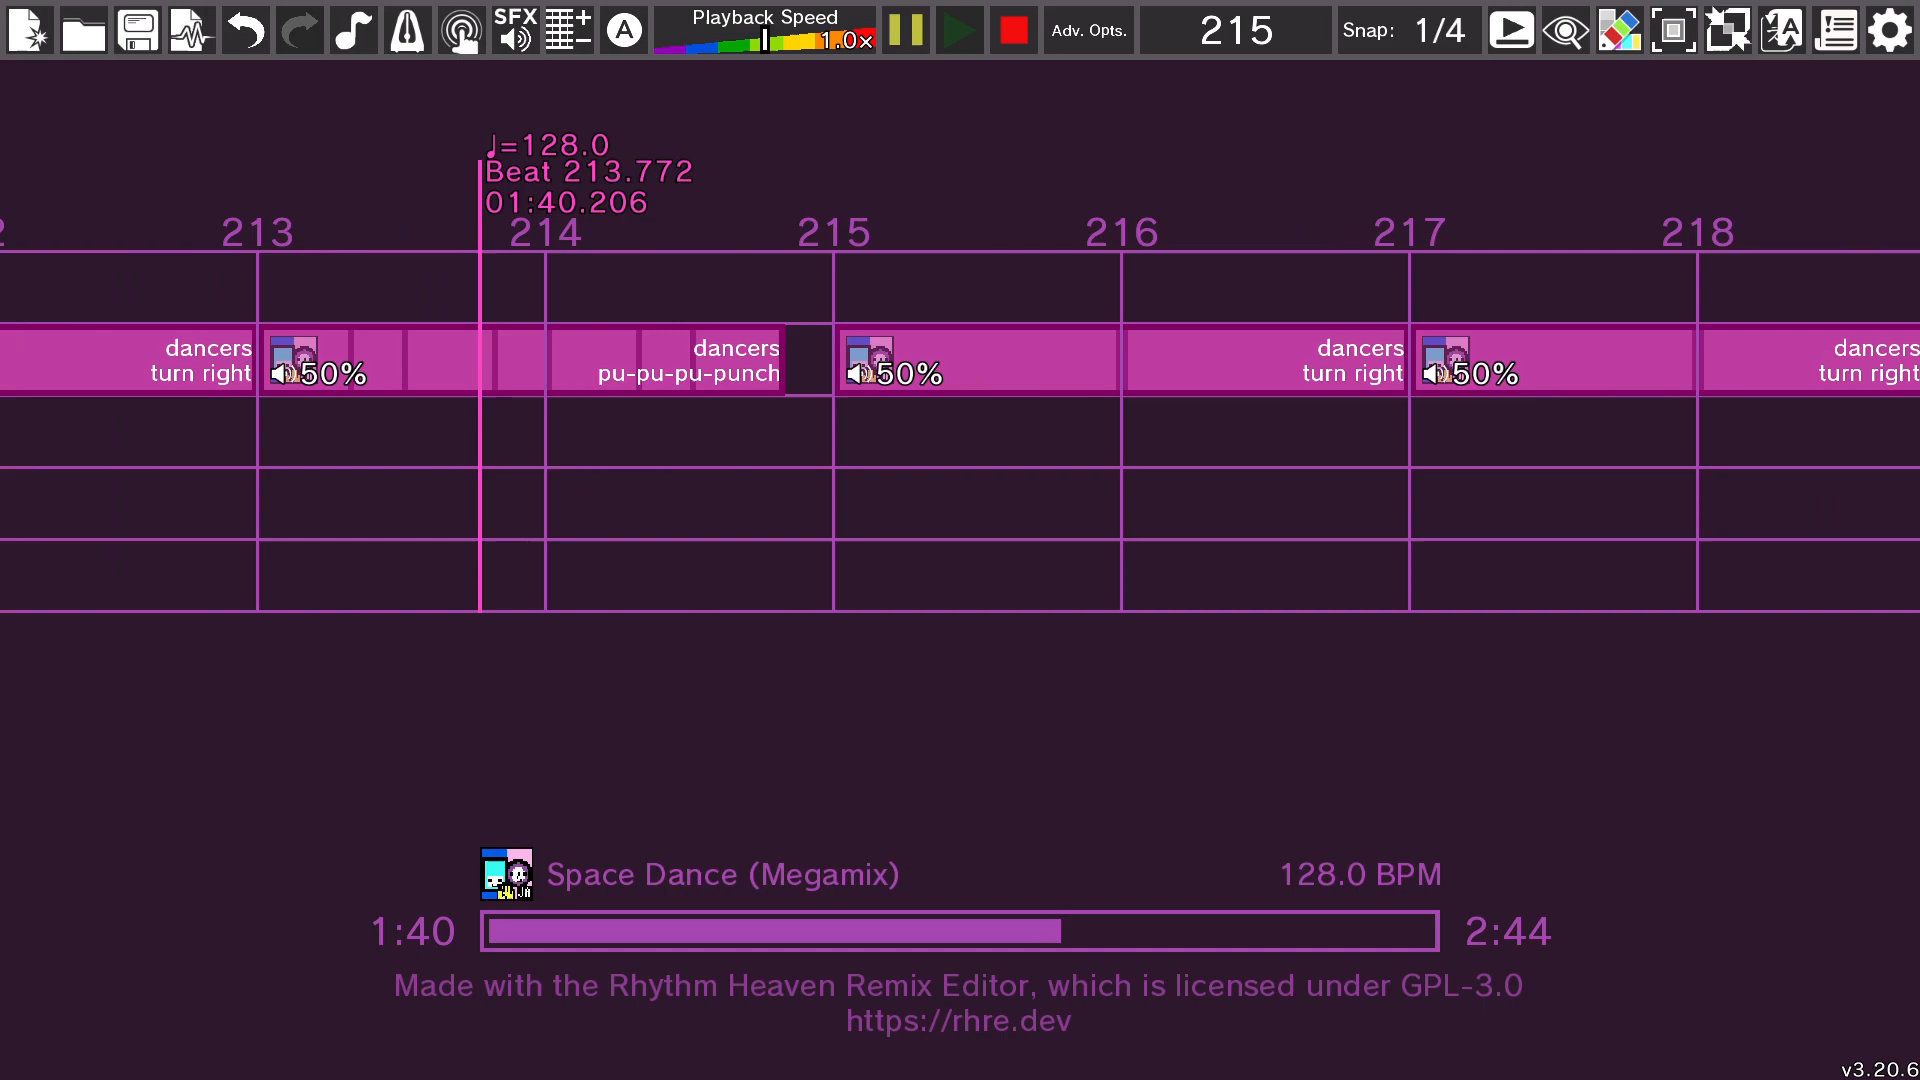 SFX
A
Playback Speed
1.0x
Adv. Opts.
215
Snap: 1/4
♩=128.0
Beat 213.772
01:40.206
213 214 215 216 217 218
dancers
turn right
50%
dancers
pu-pu-pu-punch
50%
dancers
turn right
50%
dancers
turn right
Space Dance (Megamix)
128.0 BPM
1:40
2:44
Made with the Rhythm Heaven Remix Editor, which is licensed under GPL-3.0
https://rhre.dev
v3.20.6